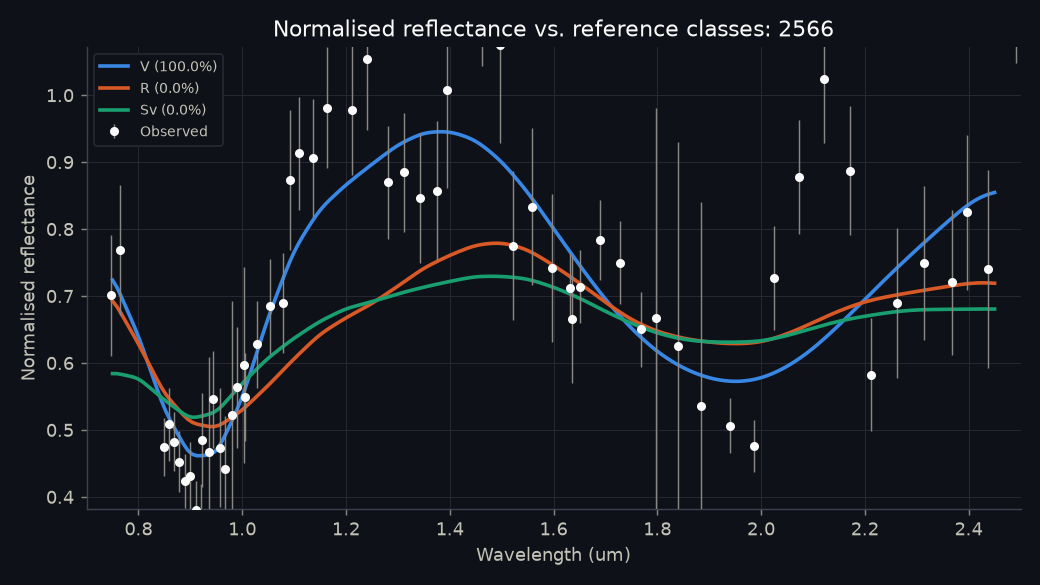 Normalised reflectance vs. reference classes: 2566
V (100.0%)
R (0.0%)
Sv (0.0%)
Observed
Normalised reflectance
1.0
0.9
0.8
0.7
0.6
0.5
0.4
0.8 1.0 1.2 1.4 1.6 1.8 2.0 2.2 2.4
Wavelength (um)